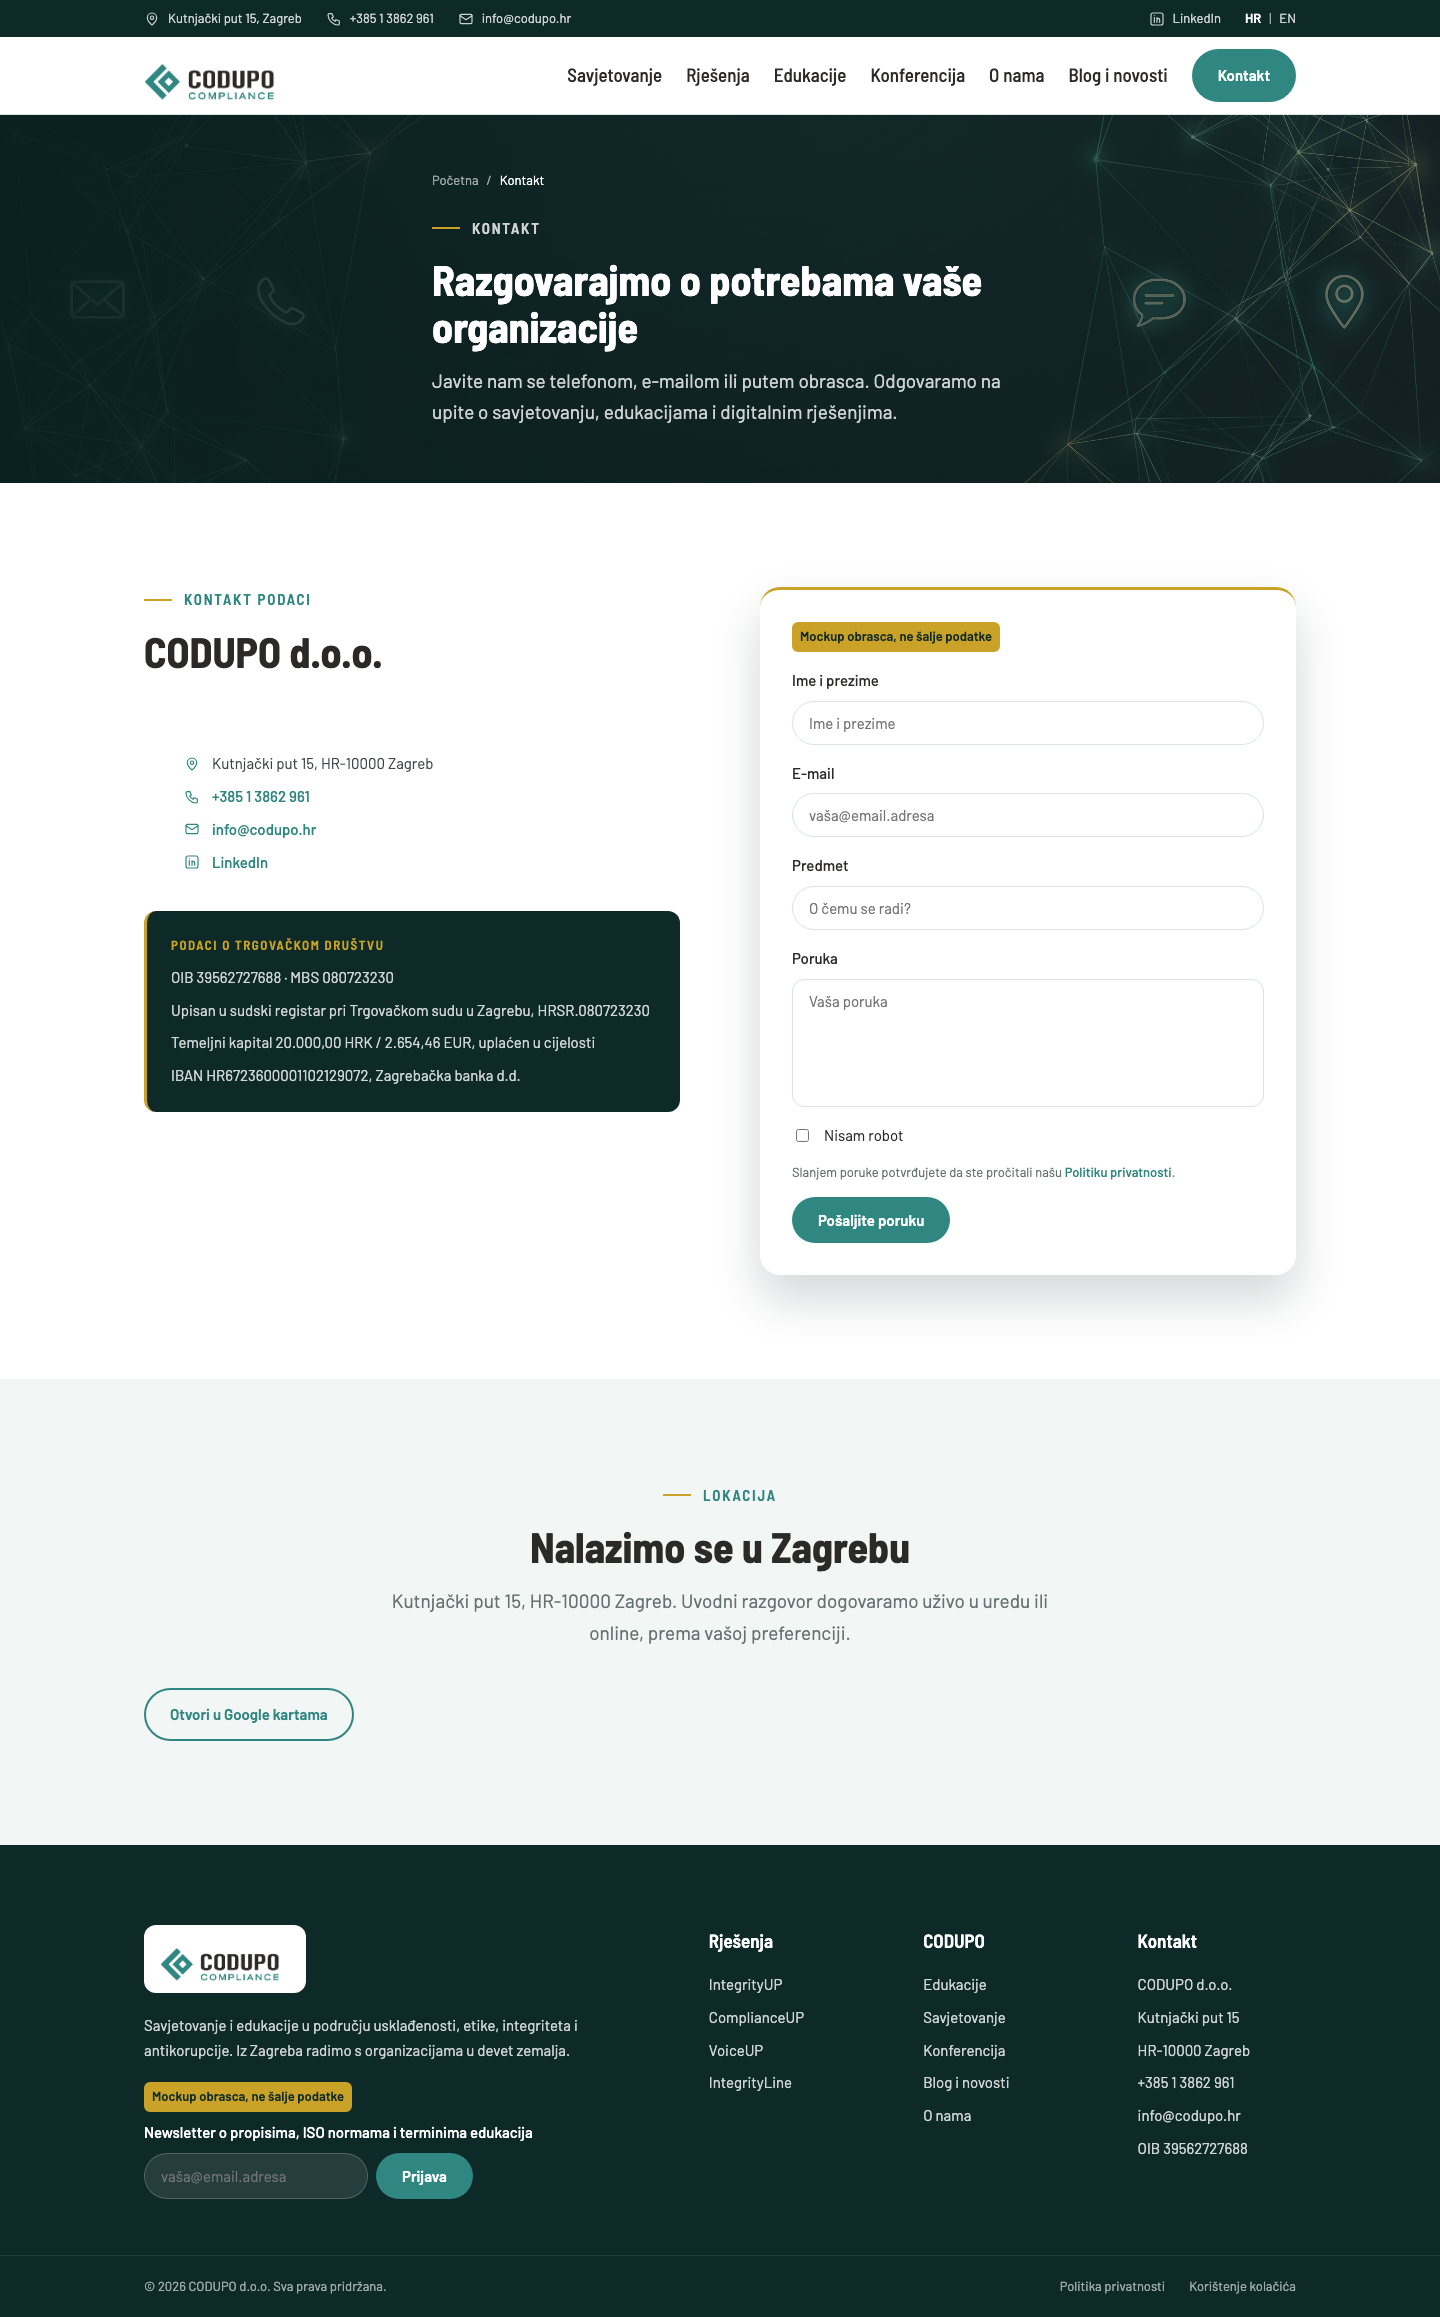 Kutnjački put 15, Zagreb
+385 1 3862 961
info@codupo.hr
LinkedIn
HR | EN
CODUPO
COMPLIANCE
Savjetovanje
Rješenja
Edukacije
Konferencija
O nama
Blog i novosti
Kontakt
Početna / Kontakt
KONTAKT
Razgovarajmo o potrebama vaše
organizacije
Javite nam se telefonom, e-mailom ili putem obrasca. Odgovaramo na
upite o savjetovanju, edukacijama i digitalnim rješenjima.
KONTAKT PODACI
CODUPO d.o.o.
Kutnjački put 15, HR-10000 Zagreb
+385 1 3862 961
info@codupo.hr
LinkedIn
PODACI O TRGOVAČKOM DRUŠTVU
OIB 39562727688 · MBS 080723230
Upisan u sudski registar pri Trgovačkom sudu u Zagrebu, HRSR.080723230
Temeljni kapital 20.000,00 HRK / 2.654,46 EUR, uplaćen u cijelosti
IBAN HR6723600001102129072, Zagrebačka banka d.d.
Mockup obrasca, ne šalje podatke
Ime i prezime
Ime i prezime
E-mail
vaša@email.adresa
Predmet
O čemu se radi?
Poruka
Vaša poruka
Nisam robot
Slanjem poruke potvrđujete da ste pročitali našu Politiku privatnosti.
Pošaljite poruku
LOKACIJA
Nalazimo se u Zagrebu
Kutnjački put 15, HR-10000 Zagreb. Uvodni razgovor dogovaramo uživo u uredu ili
online, prema vašoj preferenciji.
Otvori u Google kartama
CODUPO
COMPLIANCE
Savjetovanje i edukacije u području usklađenosti, etike, integriteta i
antikorupcije. Iz Zagreba radimo s organizacijama u devet zemalja.
Mockup obrasca, ne šalje podatke
Newsletter o propisima, ISO normama i terminima edukacija
vaša@email.adresa
Prijava
Rješenja
IntegrityUP
ComplianceUP
VoiceUP
IntegrityLine
CODUPO
Edukacije
Savjetovanje
Konferencija
Blog i novosti
O nama
Kontakt
CODUPO d.o.o.
Kutnjački put 15
HR-10000 Zagreb
+385 1 3862 961
info@codupo.hr
OIB 39562727688
© 2026 CODUPO d.o.o. Sva prava pridržana.
Politika privatnosti
Korištenje kolačića